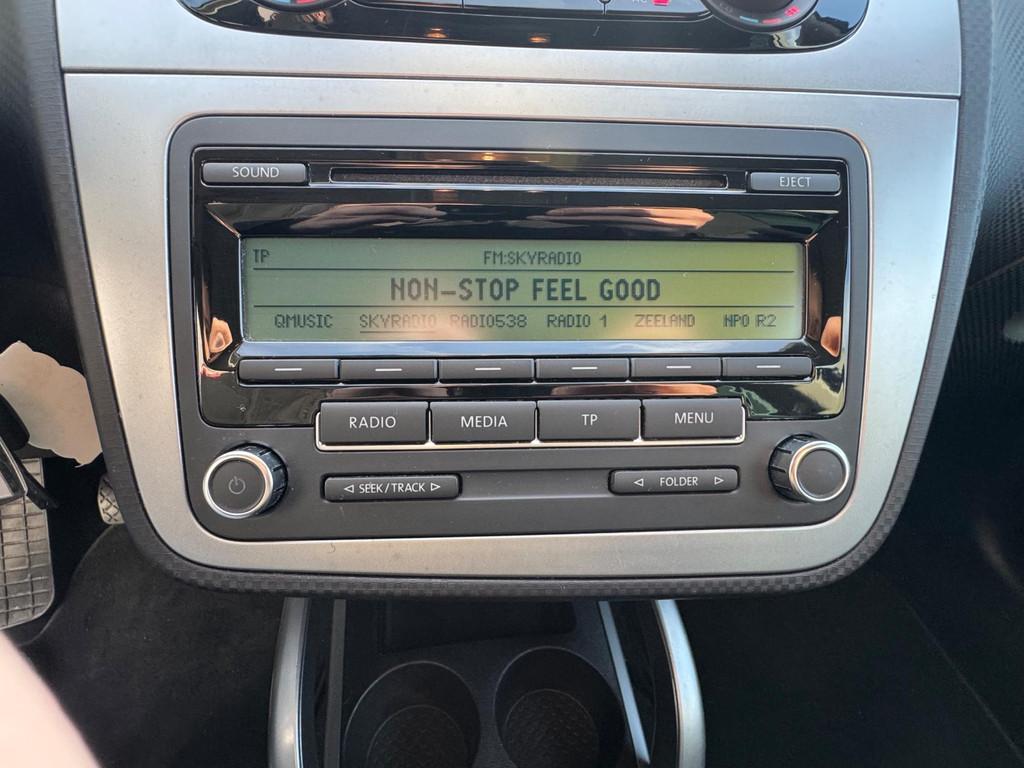 SOUND EJECT
TP FM:SKYRADIO
NON-STOP FEEL GOOD
QMUSIC SKYRADIO RADIO538 RADIO 1 ZEELAND NPO R2
RADIO MEDIA TP MENU
SEEK/TRACK FOLDER